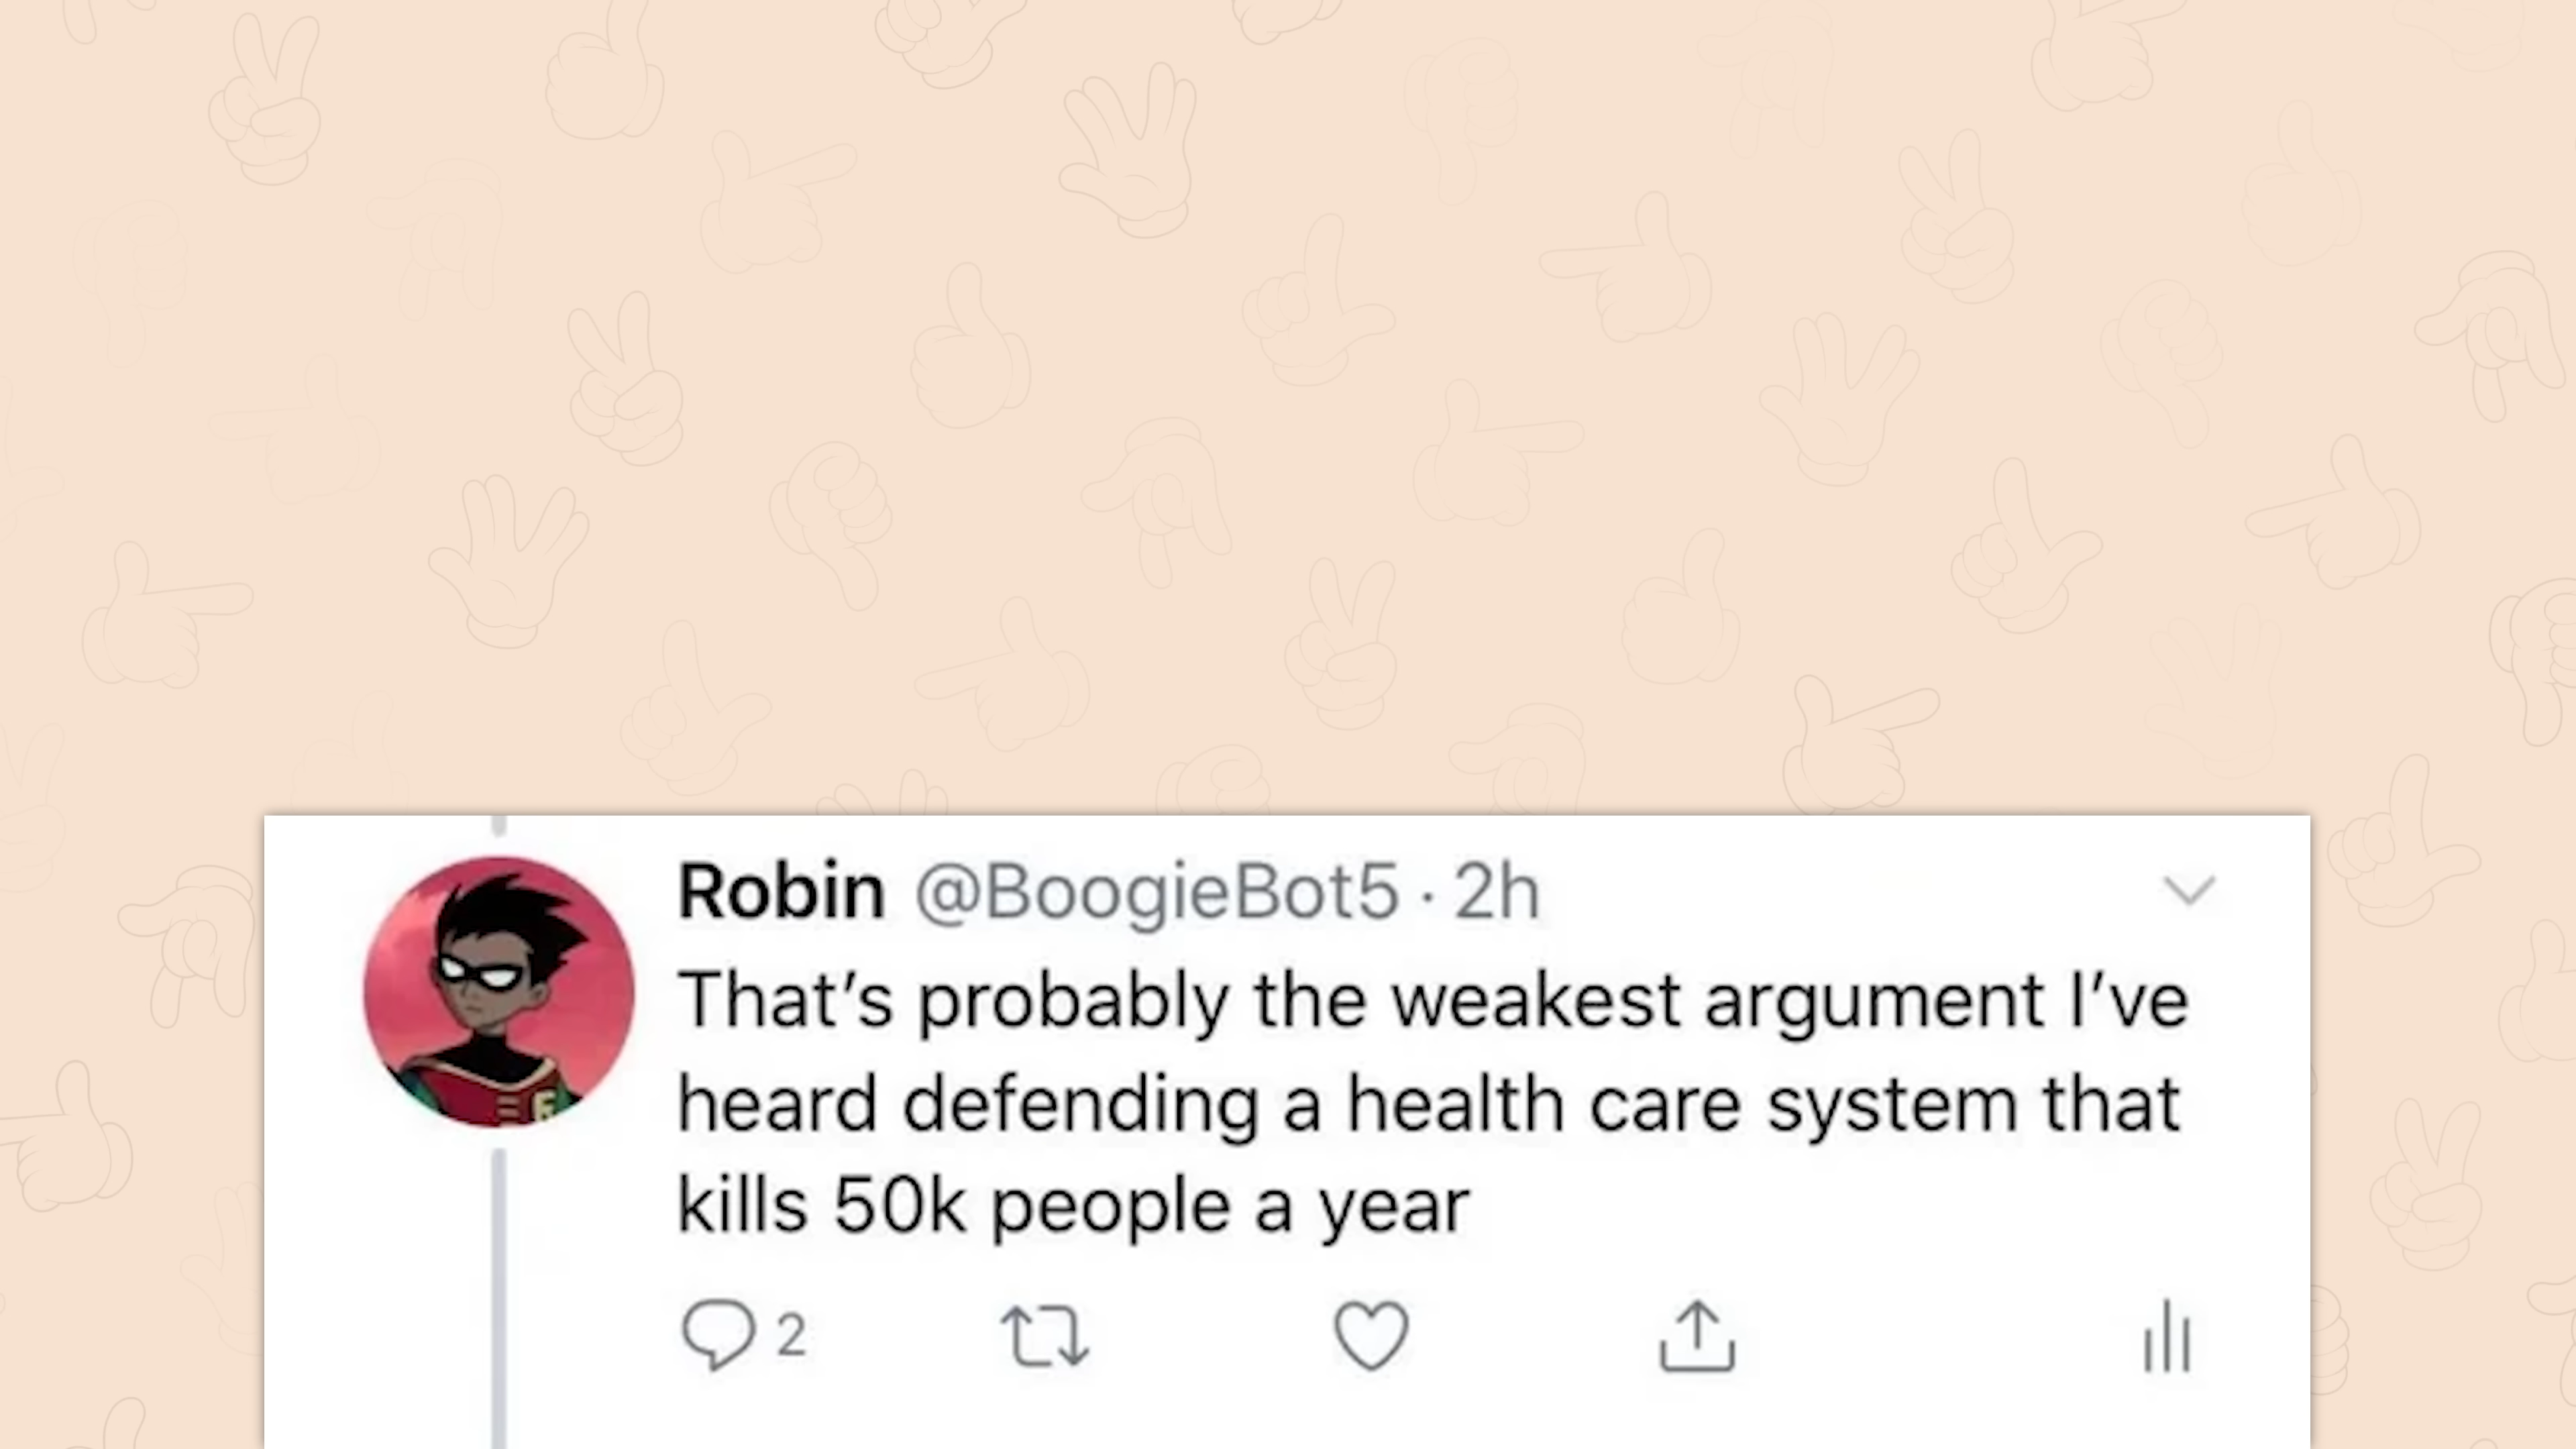 Robin @BoogieBot5 · 2h
That’s probably the weakest argument I’ve
heard defending a health care system that
kills 50k people a year
2